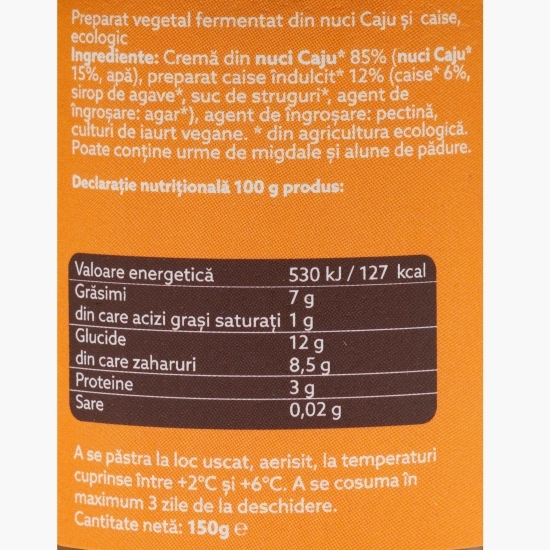 Preparat vegetal fermentat din nuci Caju și caise,
ecologic
Ingrediente: Cremă din nuci Caju* 85% (nuci Caju*
15%, apă), preparat caise îndulcit* 12% (caise* 6%,
sirop de agave*, suc de struguri*, agent de
îngroșare: agar*), agent de îngroșare: pectină,
culturi de iaurt vegane. * din agricultura ecologică.
Poate conține urme de migdale și alune de pădure.
Declarație nutrițională 100 g produs:
Valoare energetică 530 kJ / 127 kcal
Grăsimi 7 g
din care acizi grași saturați 1 g
Glucide 12 g
din care zaharuri 8,5 g
Proteine 3 g
Sare 0,02 g
A se păstra la loc uscat, aerisit, la temperaturi
cuprinse între +2°C și +6°C. A se cosuma în
maximum 3 zile de la deschidere.
Cantitate netă: 150g e